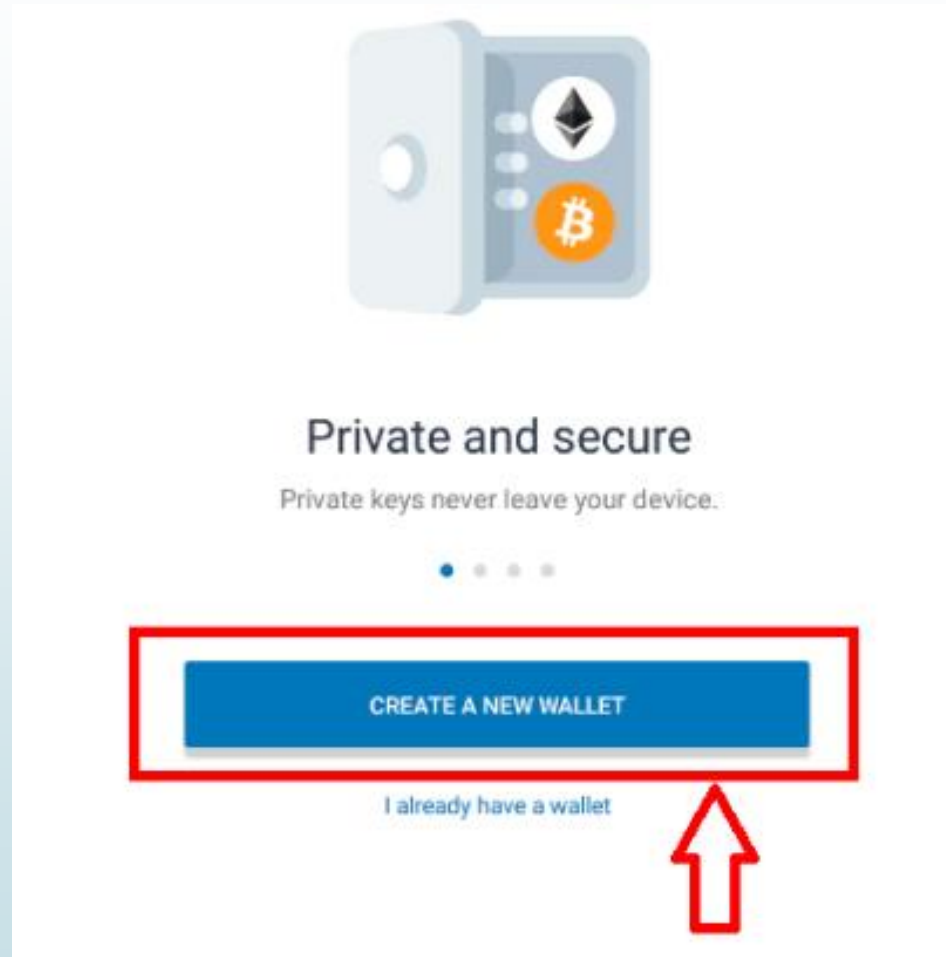 Private and secure
Private keys never leave your device.
CREATE A NEW WALLET
I already have a wallet